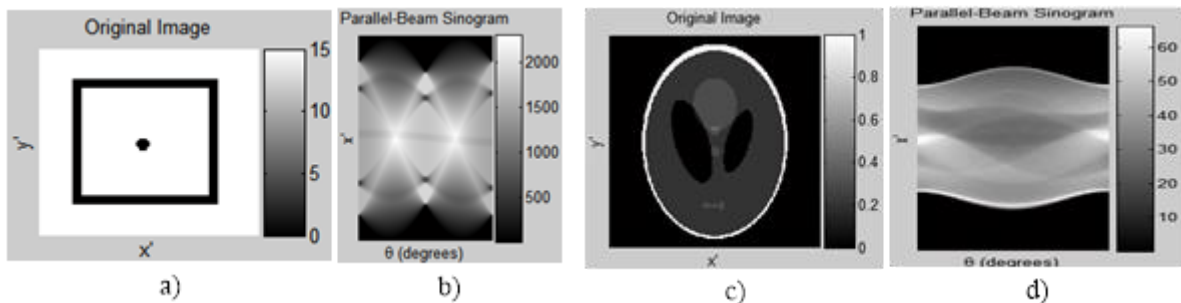 Original Image
15
10
5
0
y'
x'
a)
Parallel-Beam Sinogram
2000
1500
1000
500
x'
θ (degrees)
b)
Original Image
1
0.8
0.6
0.4
0.2
0
y'
x'
c)
Parallel-Beam Sinogram
60
50
40
30
20
10
x'
θ (degrees)
d)